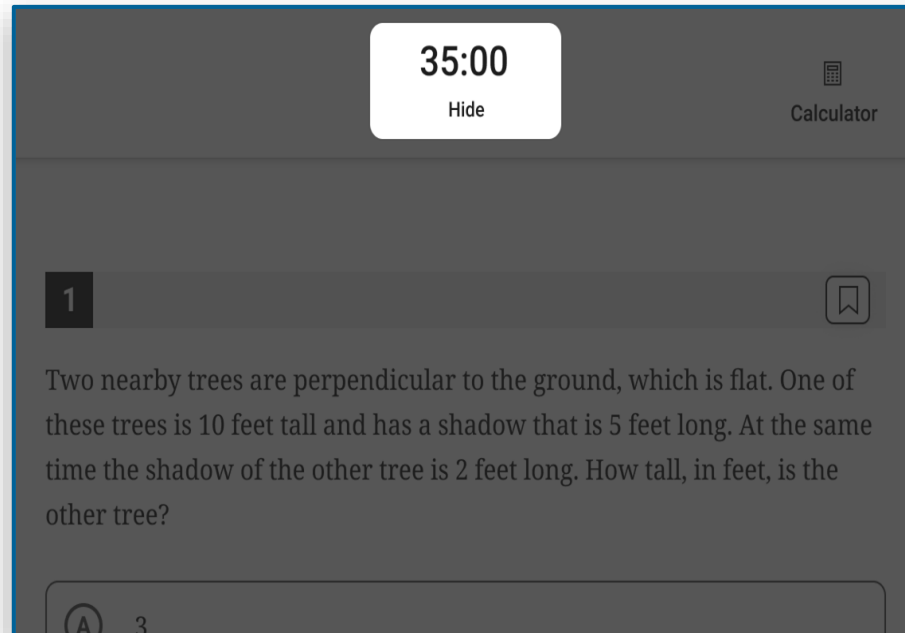 35:00
Hide
Calculator
1
Two nearby trees are perpendicular to the ground, which is flat. One of
these trees is 10 feet tall and has a shadow that is 5 feet long. At the same
time the shadow of the other tree is 2 feet long. How tall, in feet, is the
other tree?
A 3